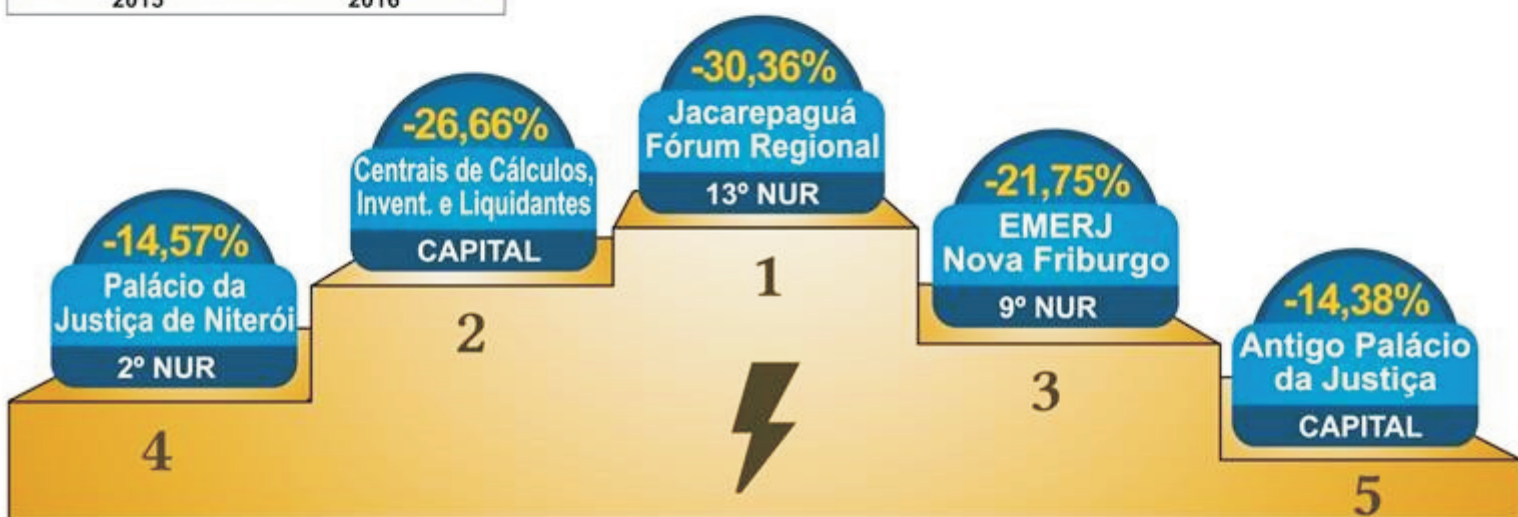 2015
2016
-30,36%
Jacarepaguá
Fórum Regional
13º NUR
1
-26,66%
Centrais de Cálculos,
Invent. e Liquidantes
CAPITAL
2
-21,75%
EMERJ
Nova Friburgo
9º NUR
3
-14,57%
Palácio da
Justiça de Niterói
2º NUR
4
-14,38%
Antigo Palácio
da Justiça
CAPITAL
5